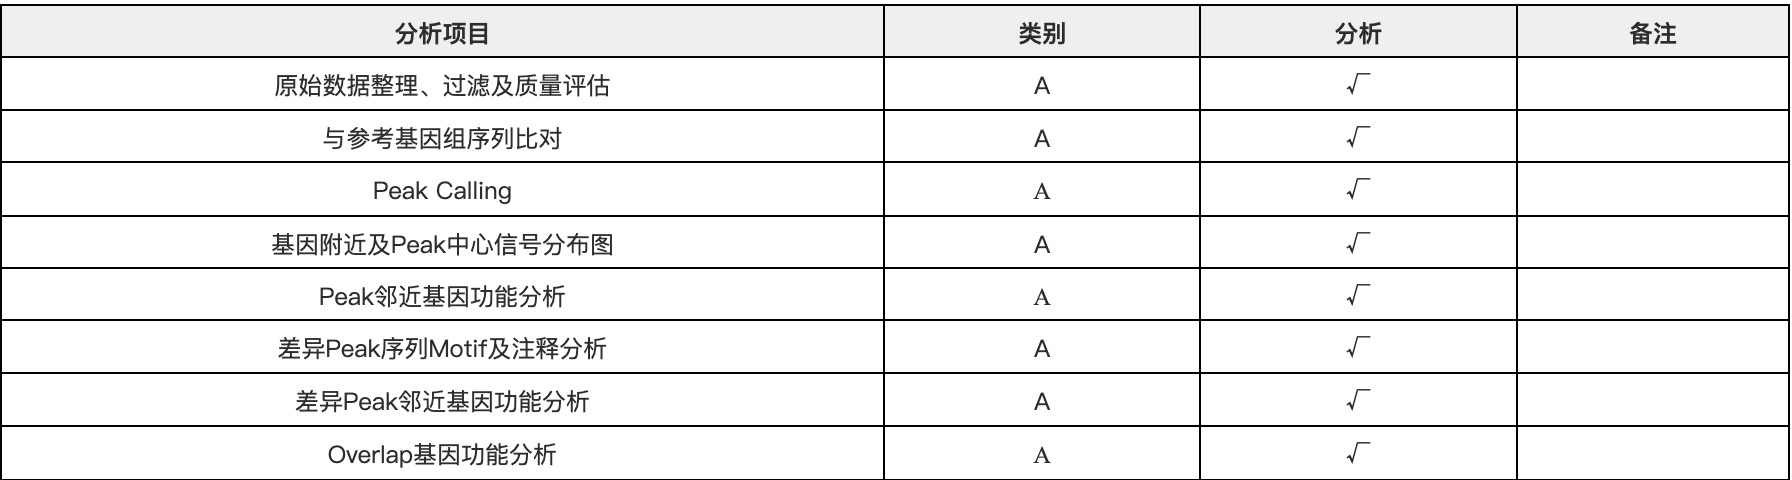 分析项目 类别 分析 备注
原始数据整理、过滤及质量评估 A √
与参考基因组序列比对 A √
Peak Calling A √
基因附近及Peak中心信号分布图 A √
Peak邻近基因功能分析 A √
差异Peak序列Motif及注释分析 A √
差异Peak邻近基因功能分析 A √
Overlap基因功能分析 A √